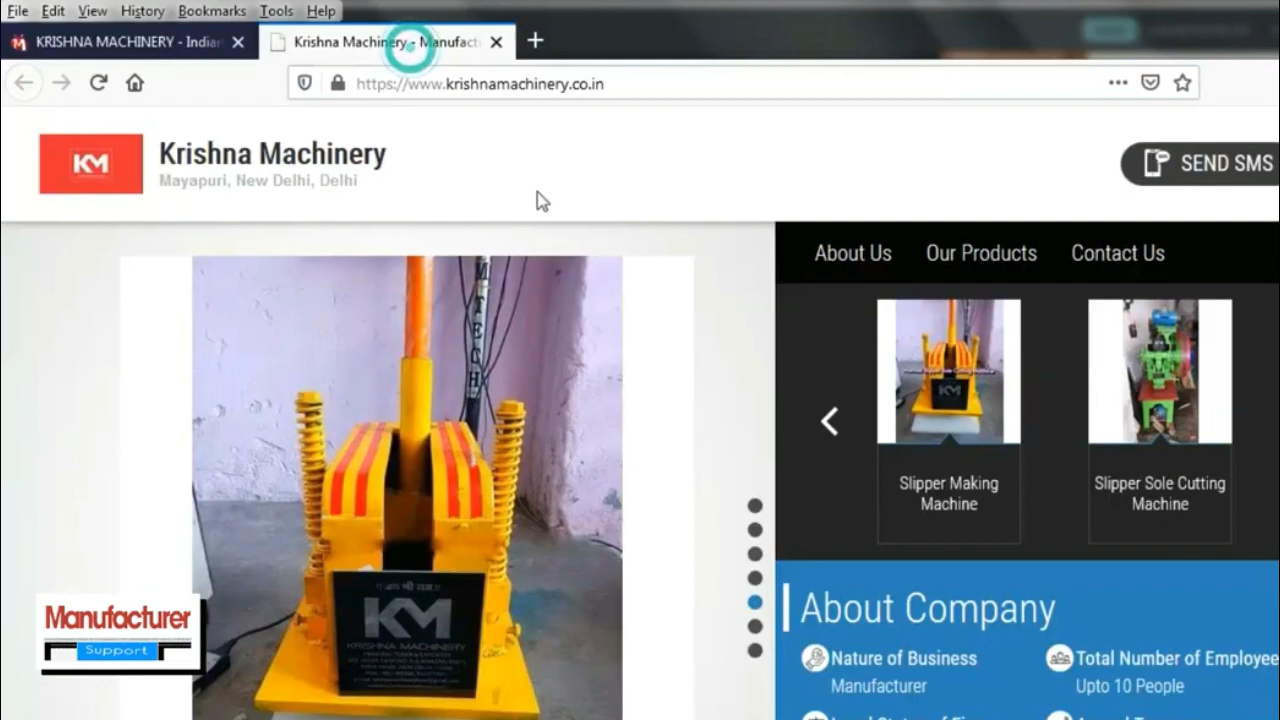 File Edit View History Bookmarks Tools Help
KRISHNA MACHINERY - Indian
Krishna Machinery - Manufact
https://www.krishnamachinery.co.in
KM
Krishna Machinery
Mayapuri, New Delhi, Delhi
SEND SMS
About Us Our Products Contact Us
MTECH
KM
Slipper Making
Machine
Slipper Sole Cutting
Machine
KM
KRISHNA MACHINERY
About Company
Nature of Business
Manufacturer
Total Number of Employee
Upto 10 People
Manufacturer
Support